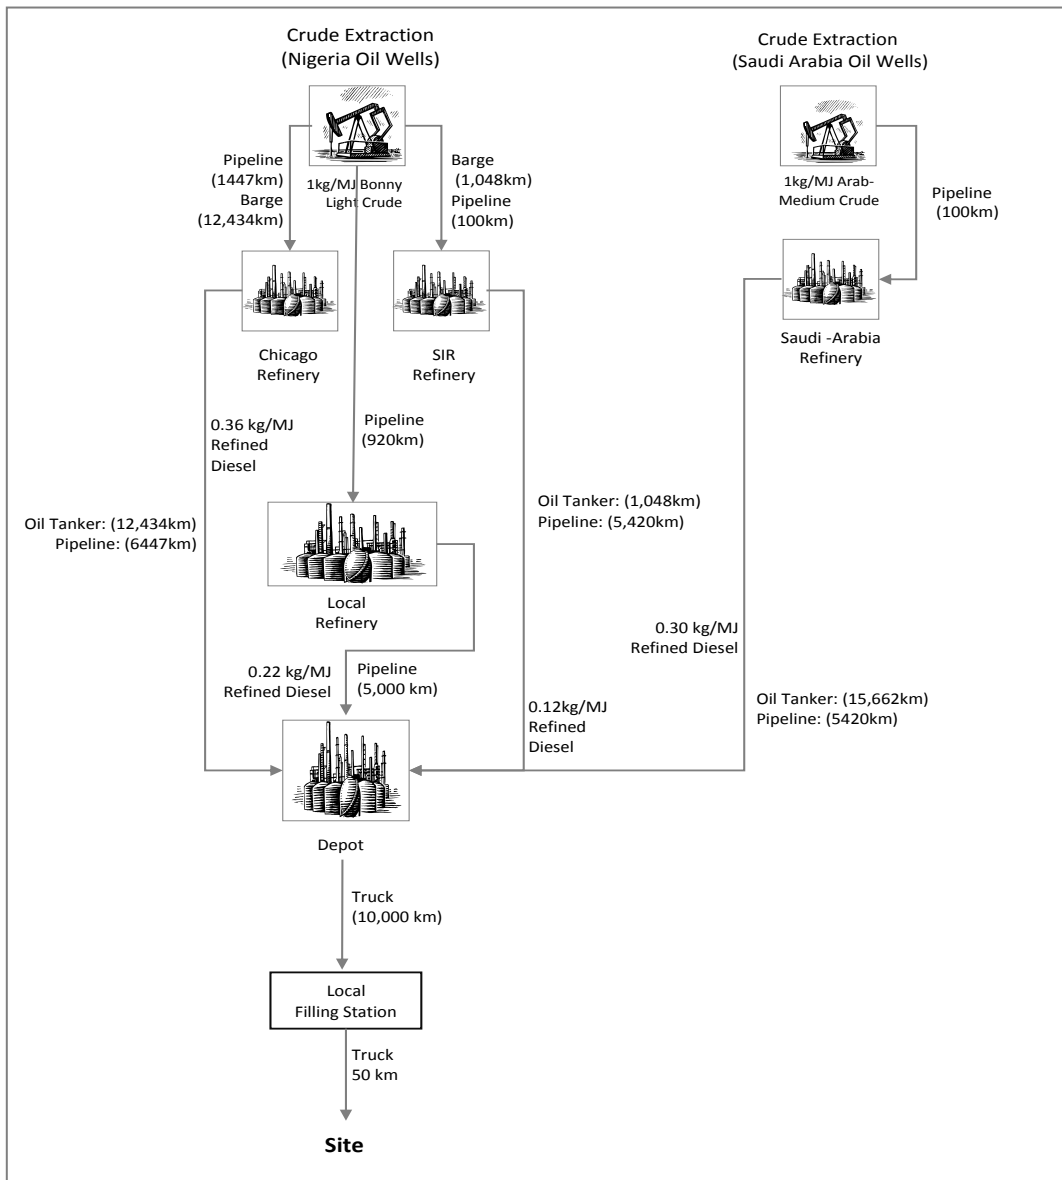 Crude Extraction
(Nigeria Oil Wells)
Crude Extraction
(Saudi Arabia Oil Wells)
Pipeline
(1447km)
Barge
(12,434km)
1kg/MJ Bonny
Light Crude
Barge
(1,048km)
Pipeline
(100km)
1kg/MJ Arab-
Medium Crude
Pipeline
(100km)
Chicago
Refinery
SIR
Refinery
Saudi -Arabia
Refinery
0.36 kg/MJ
Refined
Diesel
Pipeline
(920km)
Oil Tanker: (12,434km)
Pipeline: (6447km)
Oil Tanker: (1,048km)
Pipeline: (5,420km)
Local
Refinery
0.30 kg/MJ
Refined Diesel
0.22 kg/MJ
Refined Diesel
Pipeline
(5,000 km)
0.12kg/MJ
Refined
Diesel
Oil Tanker: (15,662km)
Pipeline: (5420km)
Depot
Truck
(10,000 km)
Local
Filling Station
Truck
50 km
Site